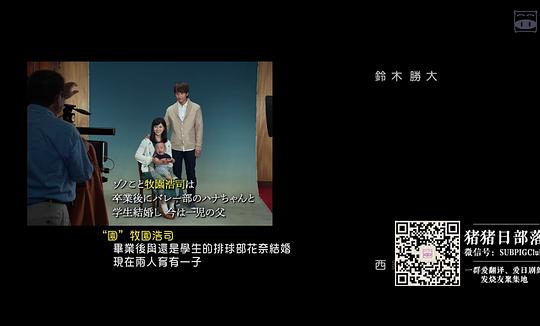 鈴木勝大
ゾノこと牧園浩司は
卒業後にバレー部のハナちゃんと
学生結婚し 今は一児の父
“園”牧園浩司
畢業後與還是學生的排球部花奈結婚
現在兩人育有一子
西
猪猪日部落
微信号：SUBPIGClub
一群爱翻译、爱日剧的
发烧友聚集地